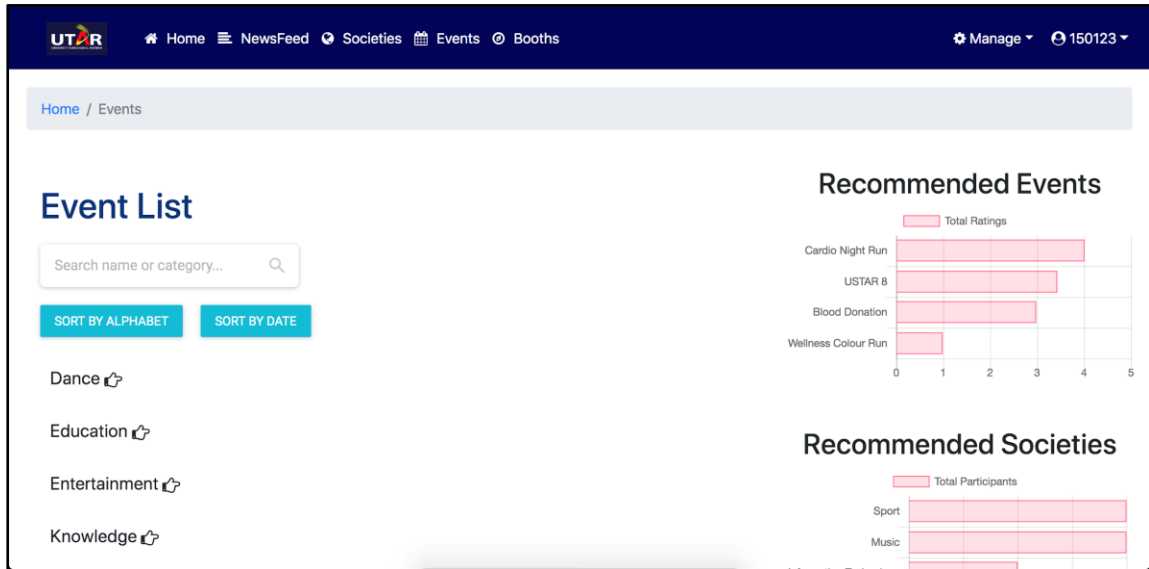 UTAR
Home NewsFeed Societies Events Booths Manage 150123
Home / Events
Event List
Search name or category...
SORT BY ALPHABET SORT BY DATE
Dance
Education
Entertainment
Knowledge
Recommended Events
Total Ratings
Cardio Night Run
USTAR 8
Blood Donation
Wellness Colour Run
0 1 2 3 4 5
Recommended Societies
Total Participants
Sport
Music